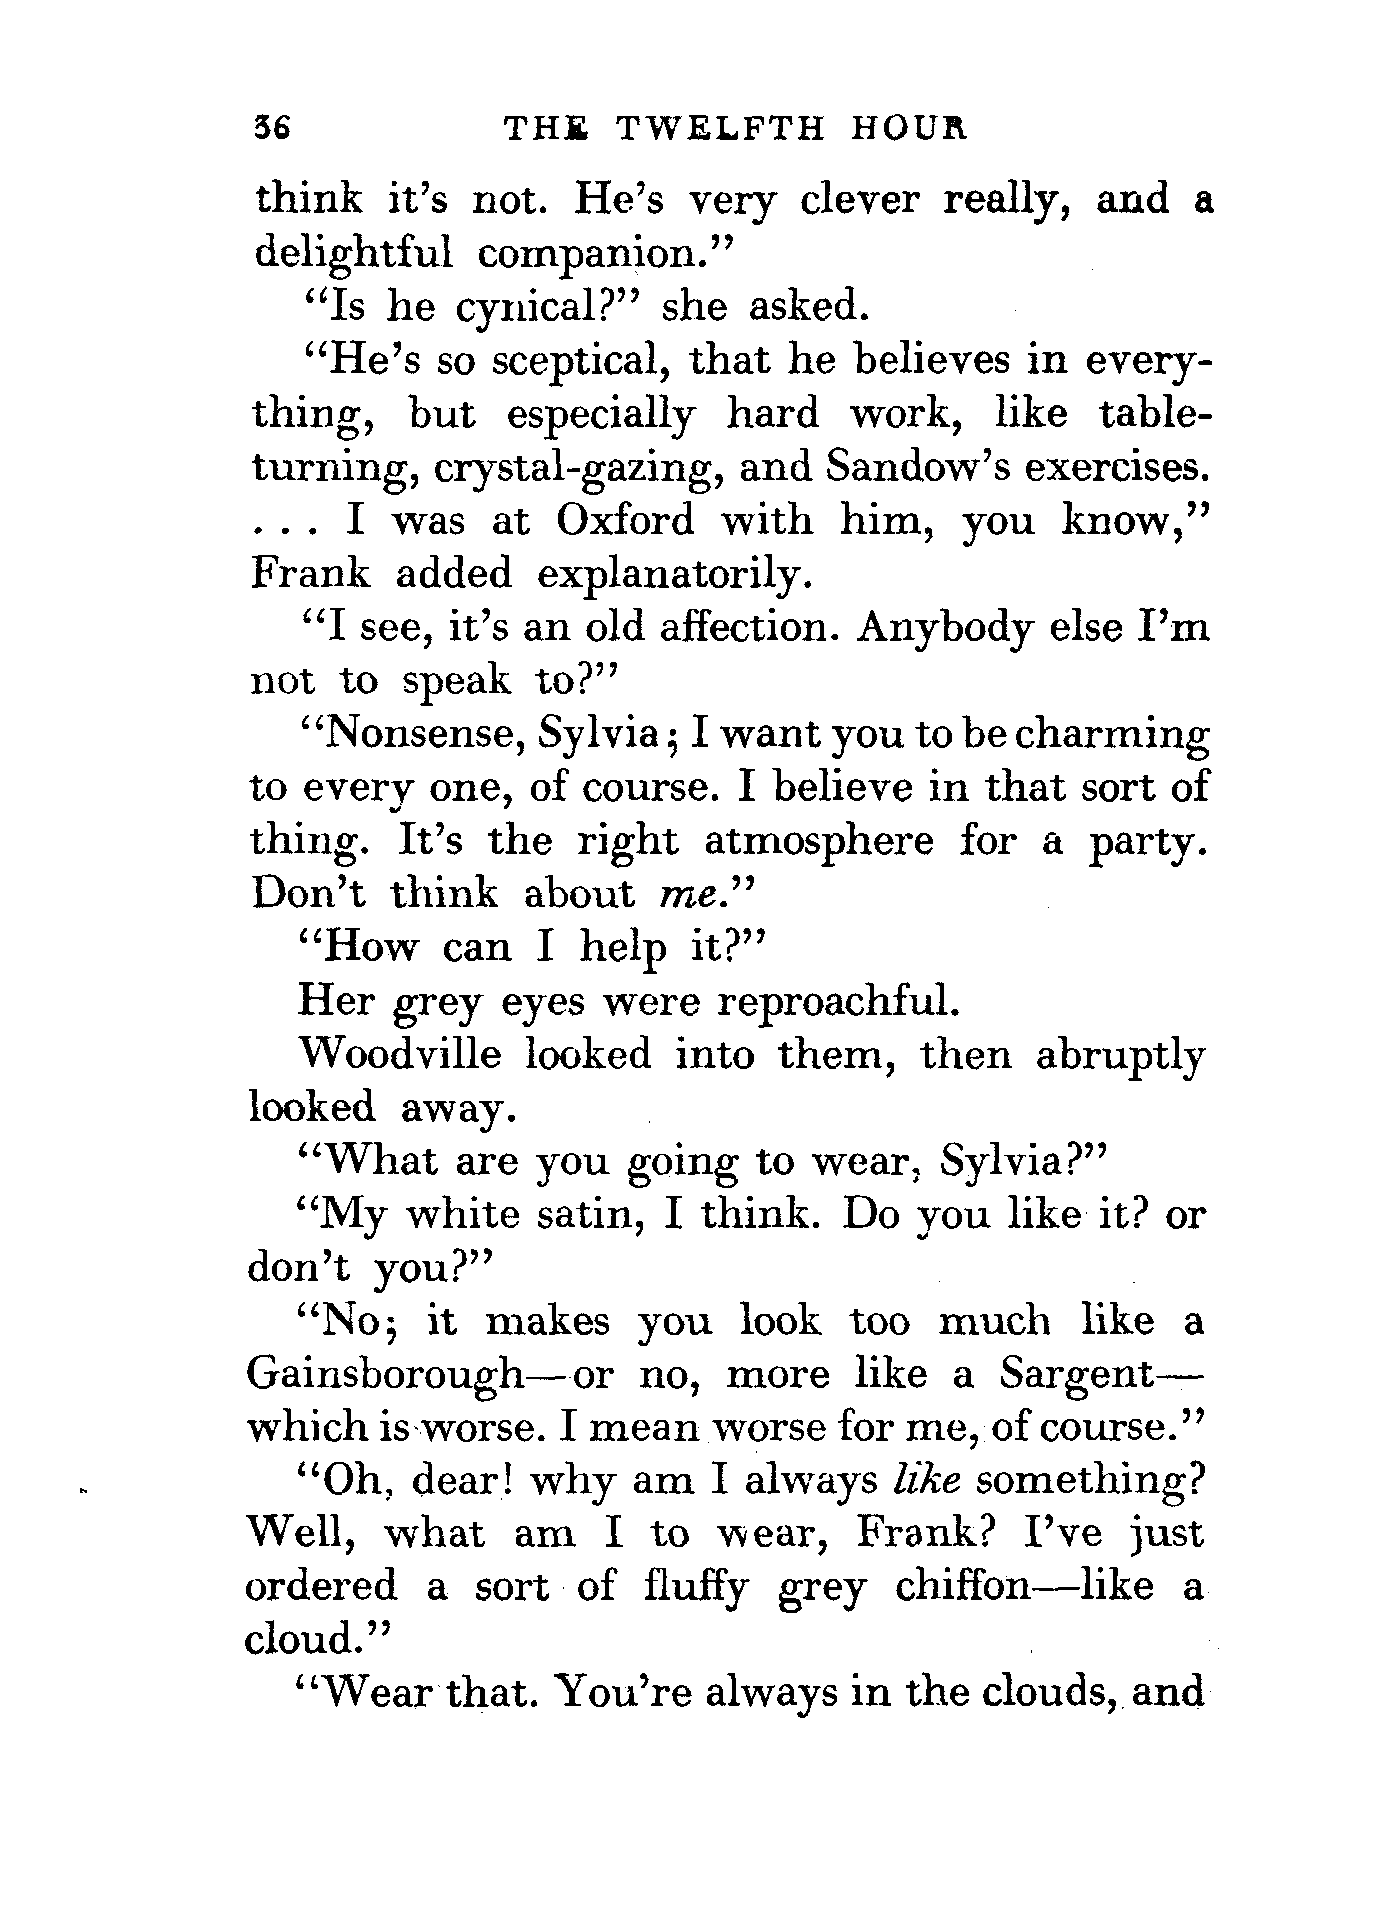 36 THE TWELFTH HOUR
think it's not. He's very clever really, and a
delightful companion."
"Is he cynical?" she asked.
"He's so sceptical, that he believes in every-
thing, but especially hard work, like table-
turning, crystal-gazing, and Sandow's exercises.
. . . I was at Oxford with him, you know,"
Frank added explanatorily.
"I see, it's an old affection. Anybody else I'm
not to speak to?"
"Nonsense, Sylvia; I want you to be charming
to every one, of course. I believe in that sort of
thing. It's the right atmosphere for a party.
Don't think about me."
"How can I help it?"
Her grey eyes were reproachful.
Woodville looked into them, then abruptly
looked away.
"What are you going to wear, Sylvia?"
"My white satin, I think. Do you like it? or
don't you?"
"No; it makes you look too much like a
Gainsborough—or no, more like a Sargent—
which is worse. I mean worse for me, of course."
"Oh, dear! why am I always like something?
Well, what am I to wear, Frank? I've just
ordered a sort of fluffy grey chiffon—like a
cloud."
"Wear that. You're always in the clouds, and